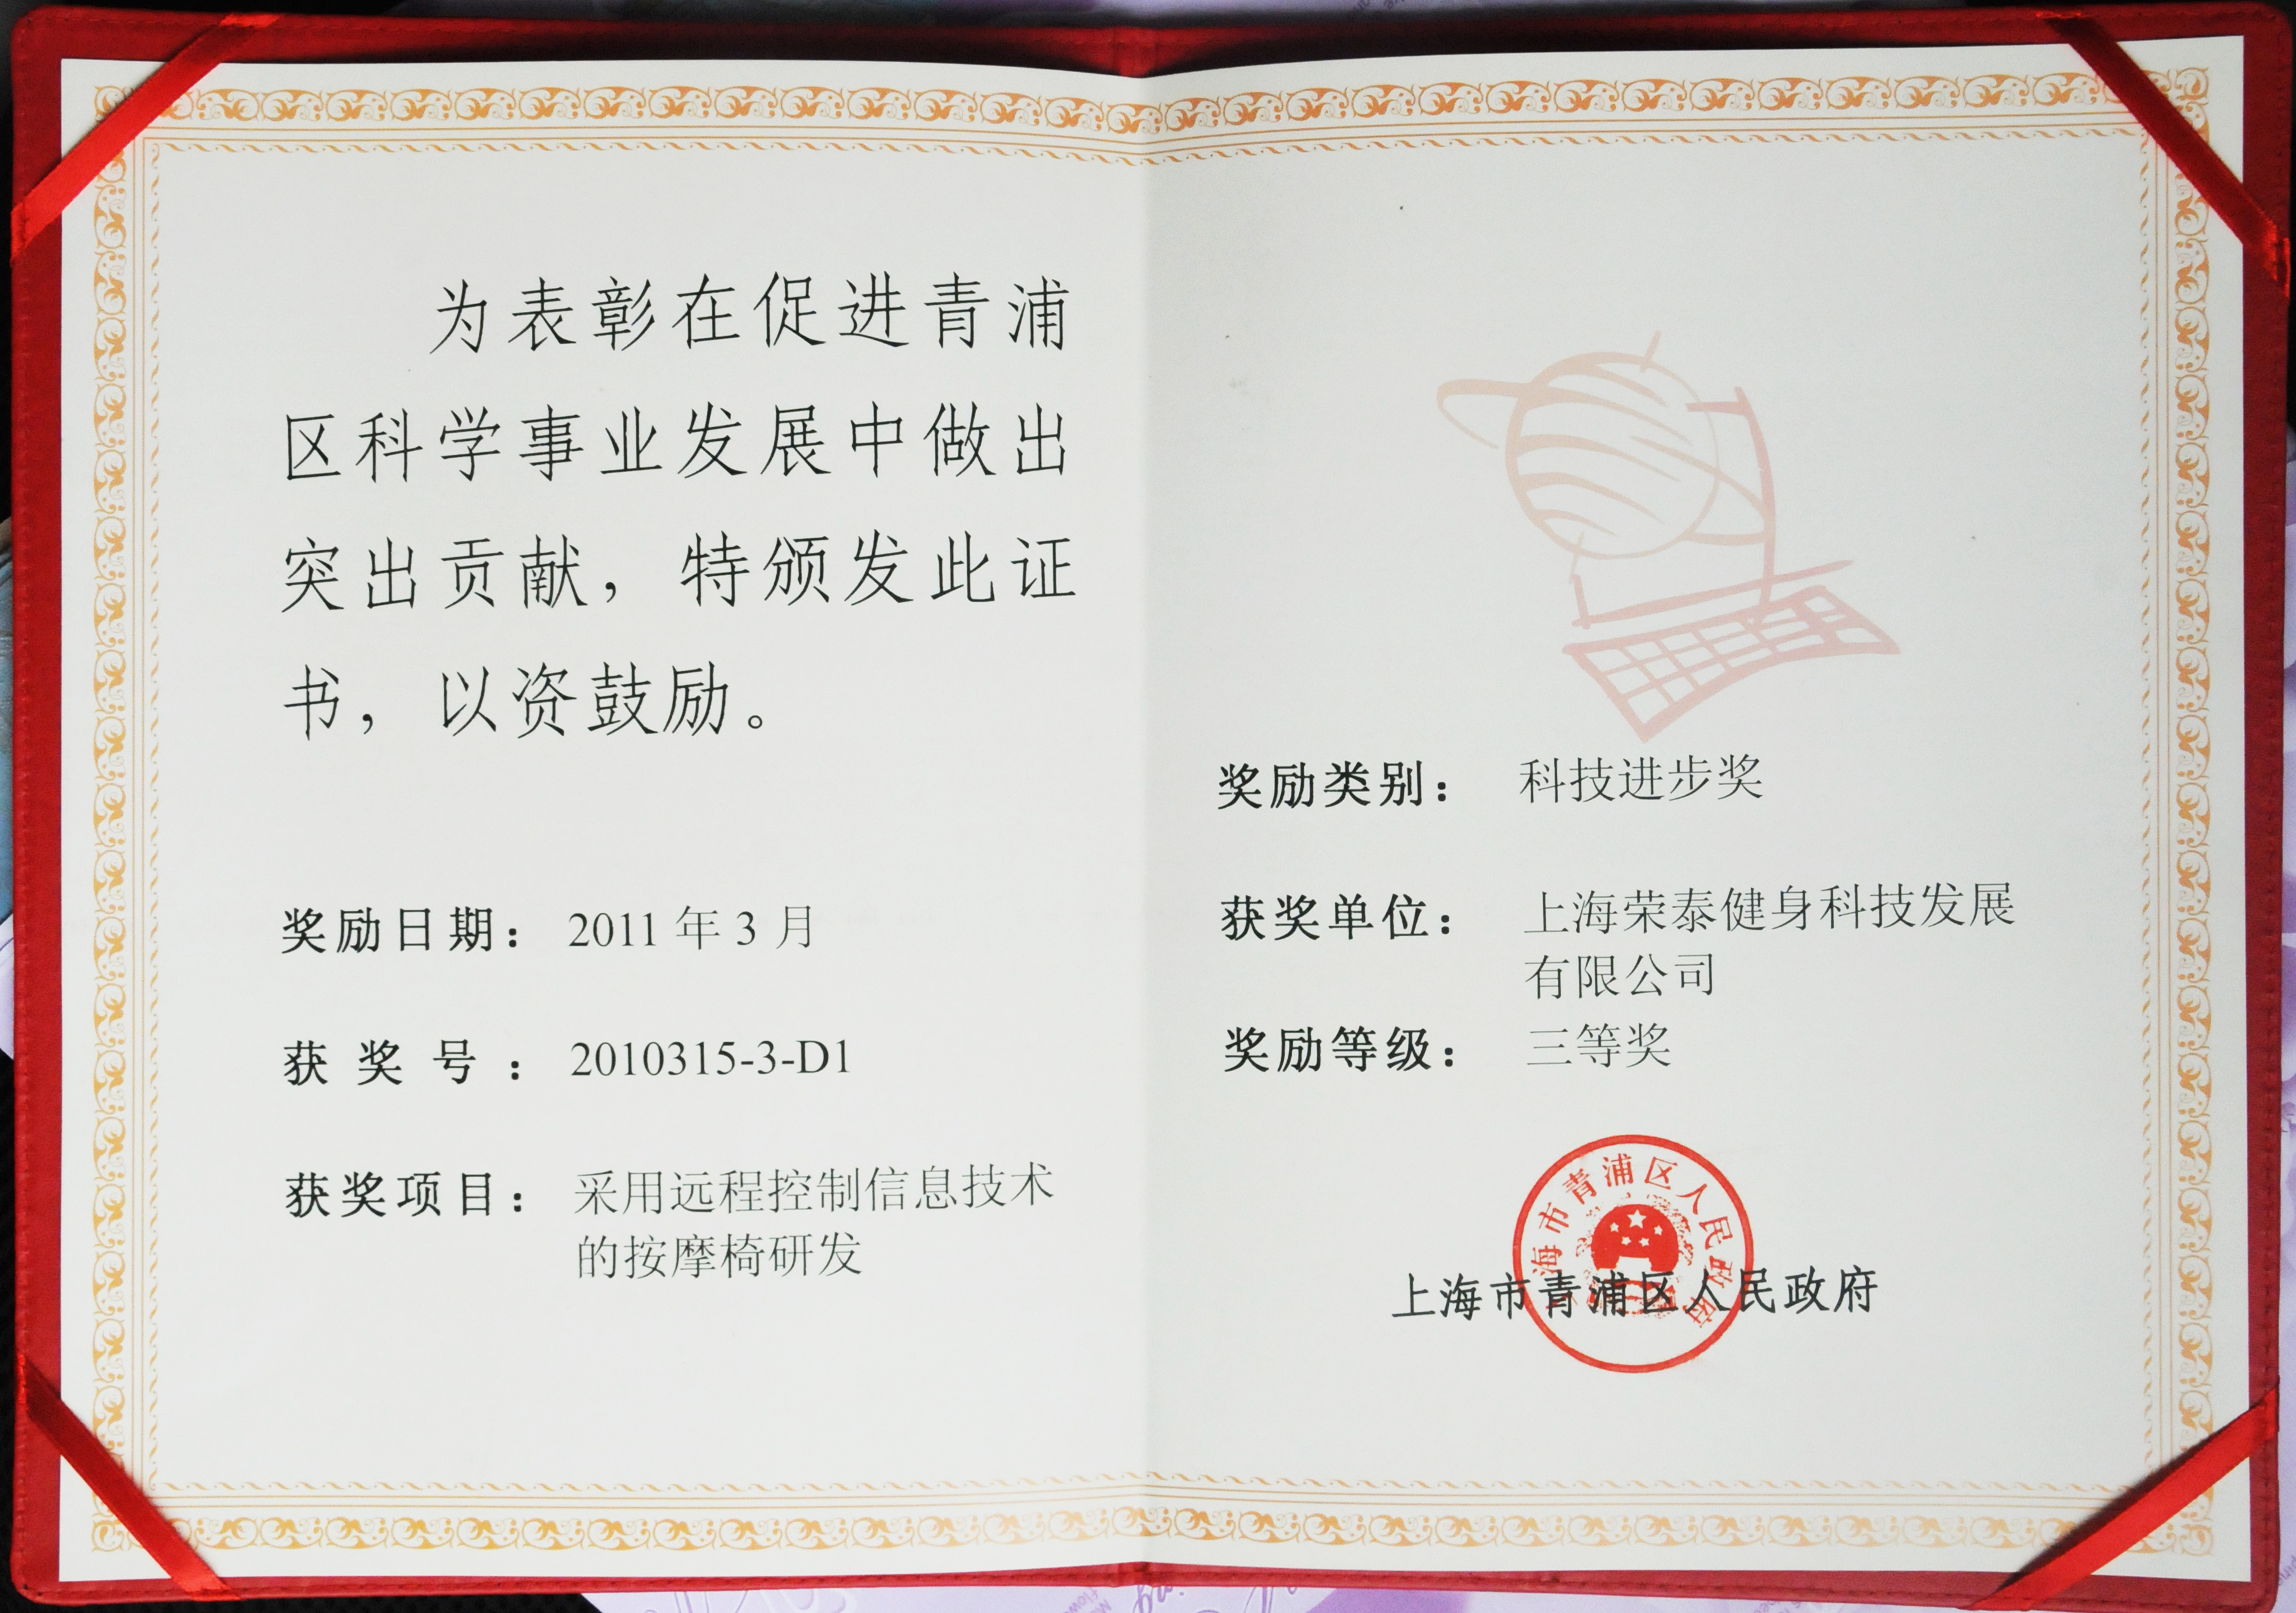 为表彰在促进青浦
区科学事业发展中做出
突出贡献，特颁发此证
书，以资鼓励。
奖励日期：2011年3月
获奖号：2010315-3-D1
获奖项目：采用远程控制信息技术
的按摩椅研发
奖励类别：科技进步奖
获奖单位：上海荣泰健身科技发展
有限公司
奖励等级：三等奖
上海市青浦区人民政府
上海市青浦区人民政府